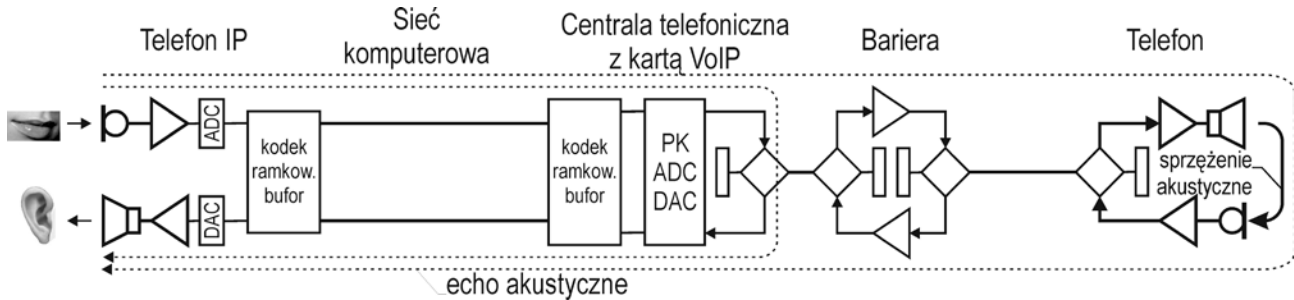 Telefon IP
Sieć
komputerowa
Centrala telefoniczna
z kartą VoIP
Bariera
Telefon
ADC
kodek
ramkow.
bufor
kodek
ramkow.
bufor
PK
ADC
DAC
sprzężenie
akustyczne
DAC
echo akustyczne